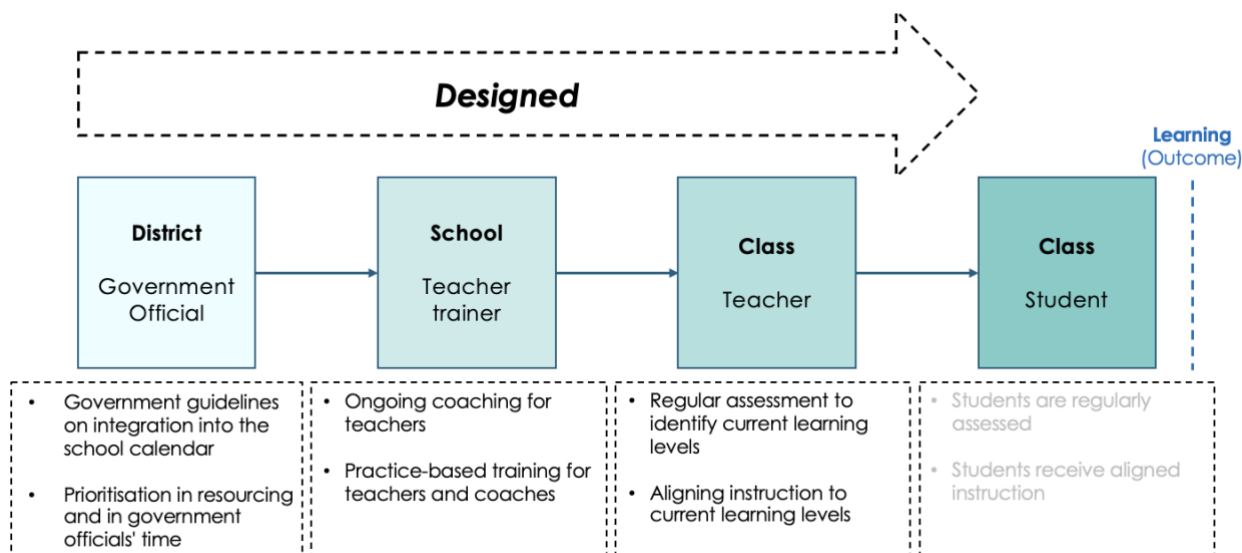 Designed
Learning
(Outcome)
District
Government
Official
School
Teacher
trainer
Class
Teacher
Class
Student
• Government guidelines
on integration into the
school calendar
• Prioritisation in resourcing
and in government
officials' time
• Ongoing coaching for
teachers
• Practice-based training for
teachers and coaches
• Regular assessment to
identify current learning
levels
• Aligning instruction to
current learning levels
• Students are regularly
assessed
• Students receive aligned
instruction